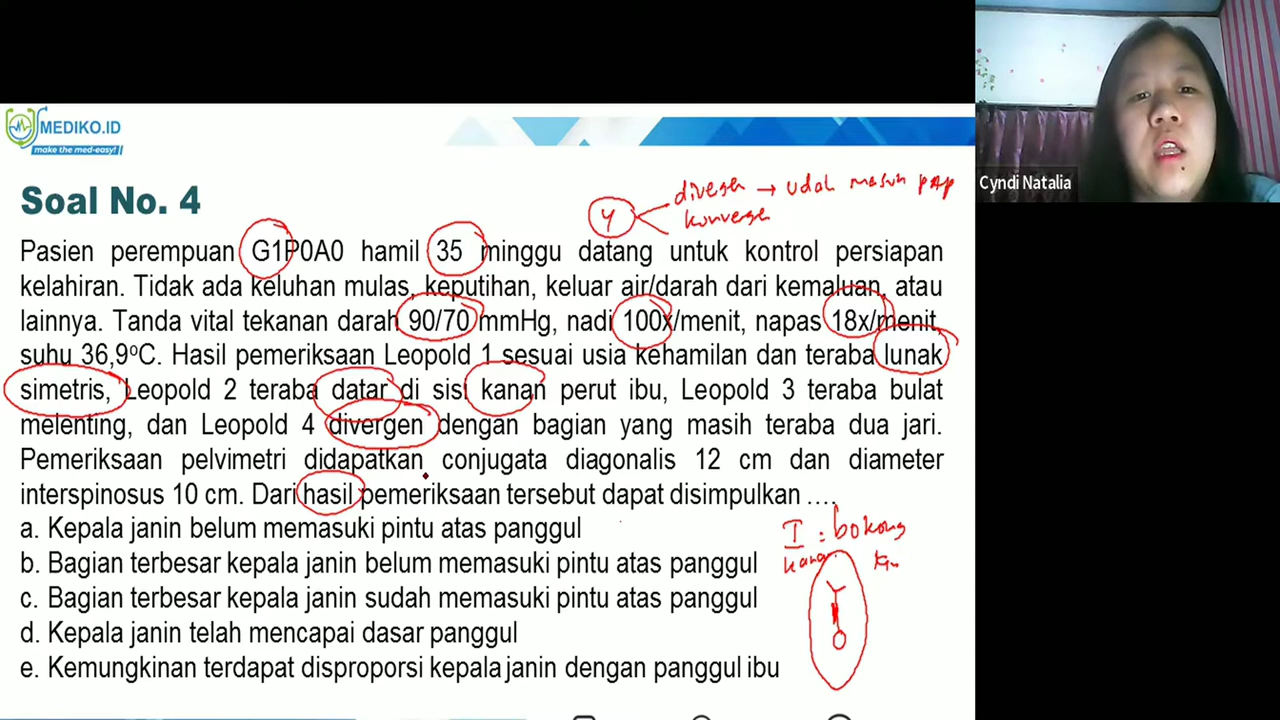 MEDIKO.ID
make the med-easy!
Cyndi Natalia
Soal No. 4
4
divergen → udah masuk pap
konvergen
Pasien perempuan G1P0A0 hamil 35 minggu datang untuk kontrol persiapan
kelahiran. Tidak ada keluhan mulas, keputihan, keluar air/darah dari kemaluan, atau
lainnya. Tanda vital tekanan darah 90/70 mmHg, nadi 100x/menit, napas 18x/menit,
suhu 36,9ºC. Hasil pemeriksaan Leopold 1 sesuai usia kehamilan dan teraba lunak
simetris, Leopold 2 teraba datar di sisi kanan perut ibu, Leopold 3 teraba bulat
melenting, dan Leopold 4 divergen dengan bagian yang masih teraba dua jari.
Pemeriksaan pelvimetri didapatkan conjugata diagonalis 12 cm dan diameter
interspinosus 10 cm. Dari hasil pemeriksaan tersebut dapat disimpulkan ....
a. Kepala janin belum memasuki pintu atas panggul
b. Bagian terbesar kepala janin belum memasuki pintu atas panggul
c. Bagian terbesar kepala janin sudah memasuki pintu atas panggul
d. Kepala janin telah mencapai dasar panggul
e. Kemungkinan terdapat disproporsi kepala janin dengan panggul ibu
I : bokong
kanan